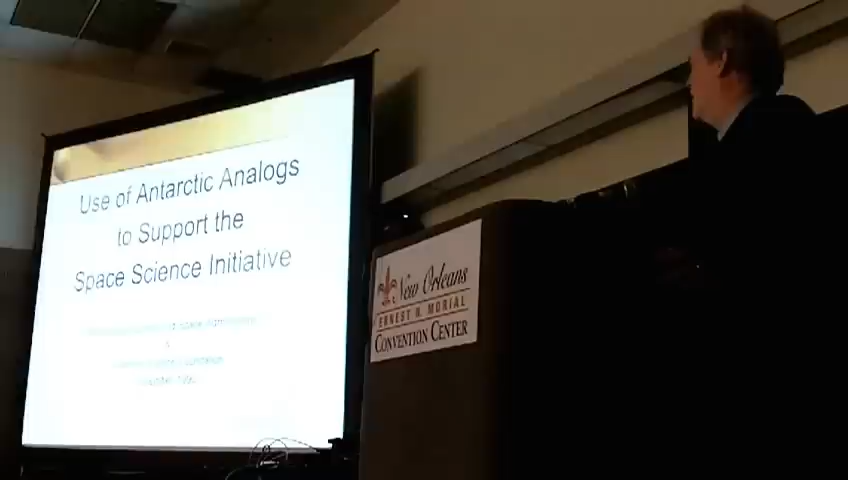 Use of Antarctic Analogs
to Support the
Space Science Initiative
&
New Orleans
ERNEST N. MORIAL
CONVENTION CENTER